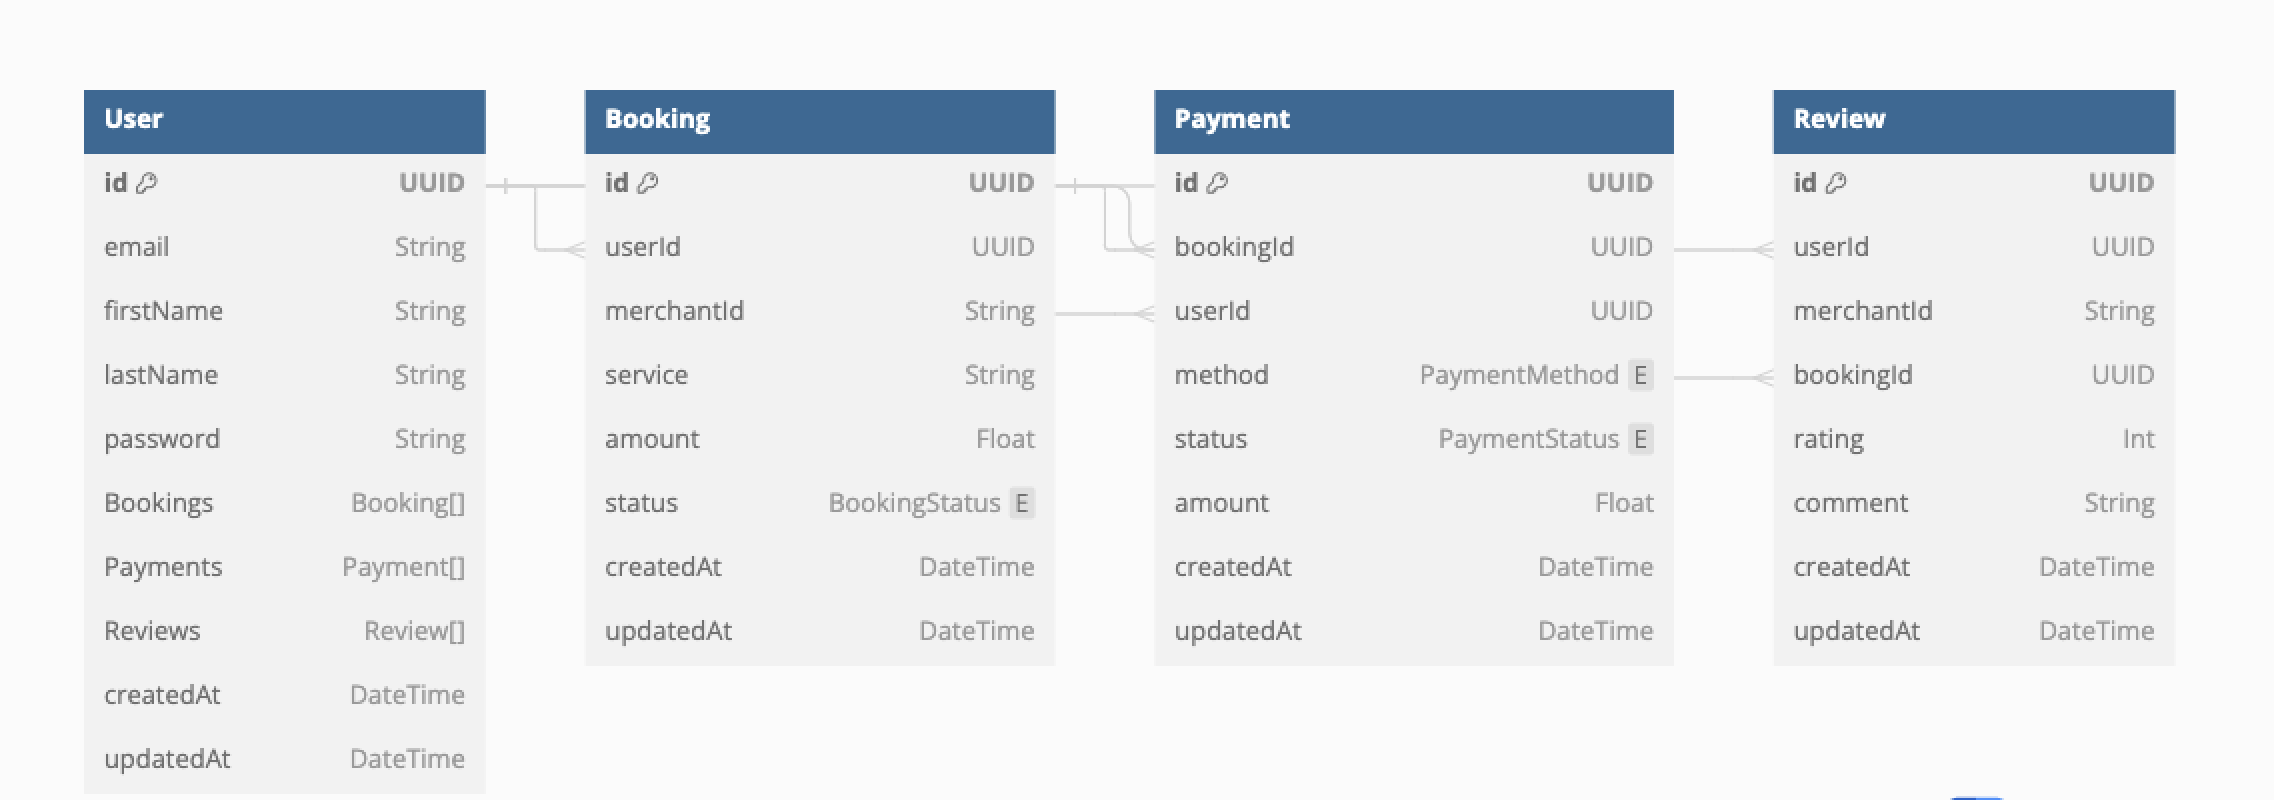 User
id UUID
email String
firstName String
lastName String
password String
Bookings Booking[]
Payments Payment[]
Reviews Review[]
createdAt DateTime
updatedAt DateTime
Booking
id UUID
userId UUID
merchantId String
service String
amount Float
status BookingStatus E
createdAt DateTime
updatedAt DateTime
Payment
id UUID
bookingId UUID
userId UUID
method PaymentMethod E
status PaymentStatus E
amount Float
createdAt DateTime
updatedAt DateTime
Review
id UUID
userId UUID
merchantId String
bookingId UUID
rating Int
comment String
createdAt DateTime
updatedAt DateTime